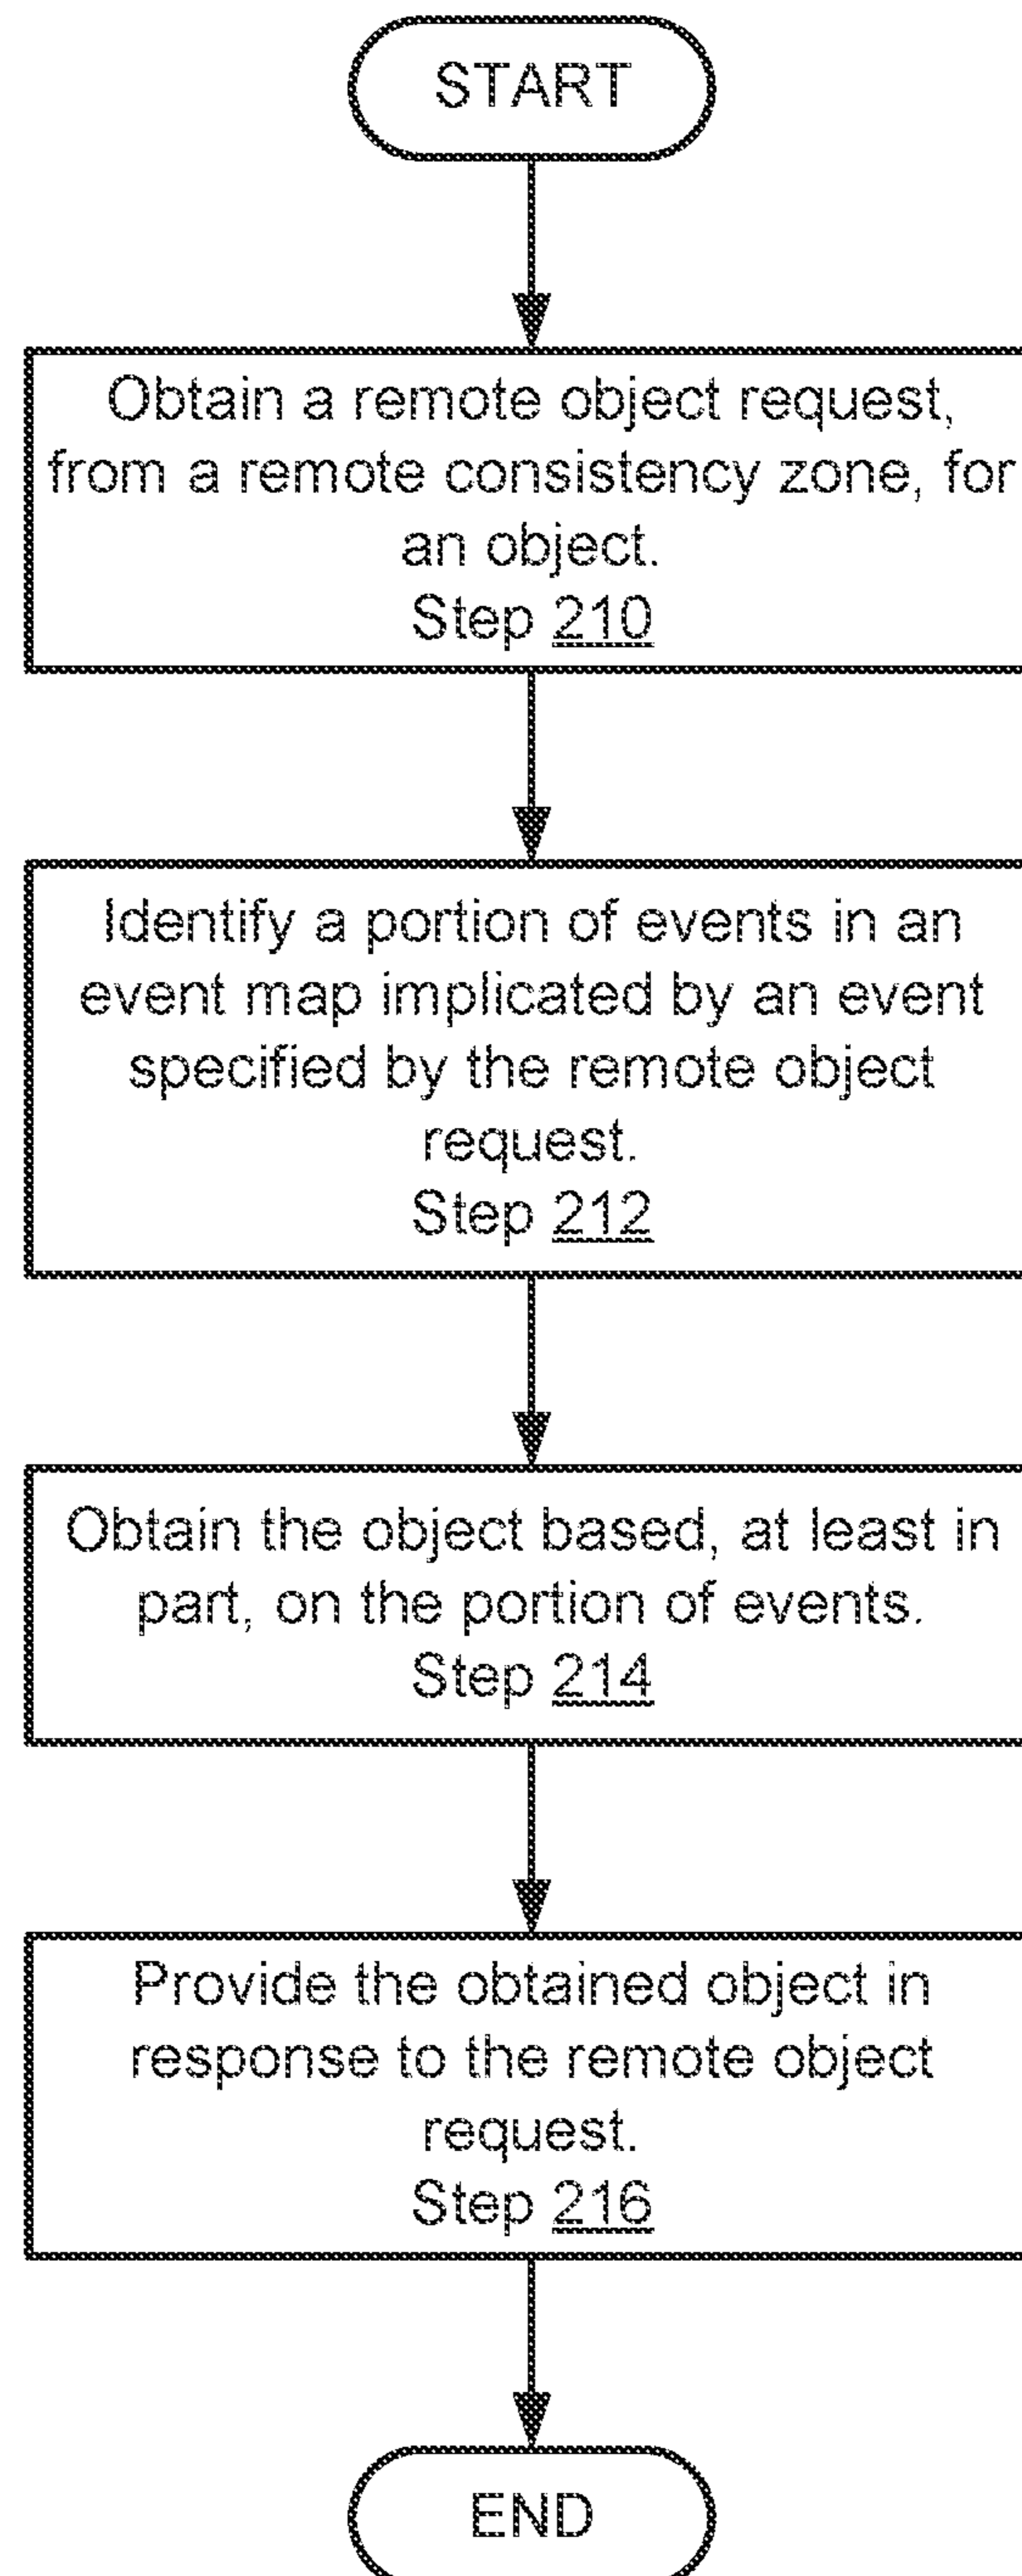 START
Obtain a remote object request,
from a remote consistency zone, for
an object.
Step 210
Identify a portion of events in an
event map implicated by an event
specified by the remote object
request.
Step 212
Obtain the object based, at least in
part, on the portion of events.
Step 214
Provide the obtained object in
response to the remote object
request.
Step 216
END